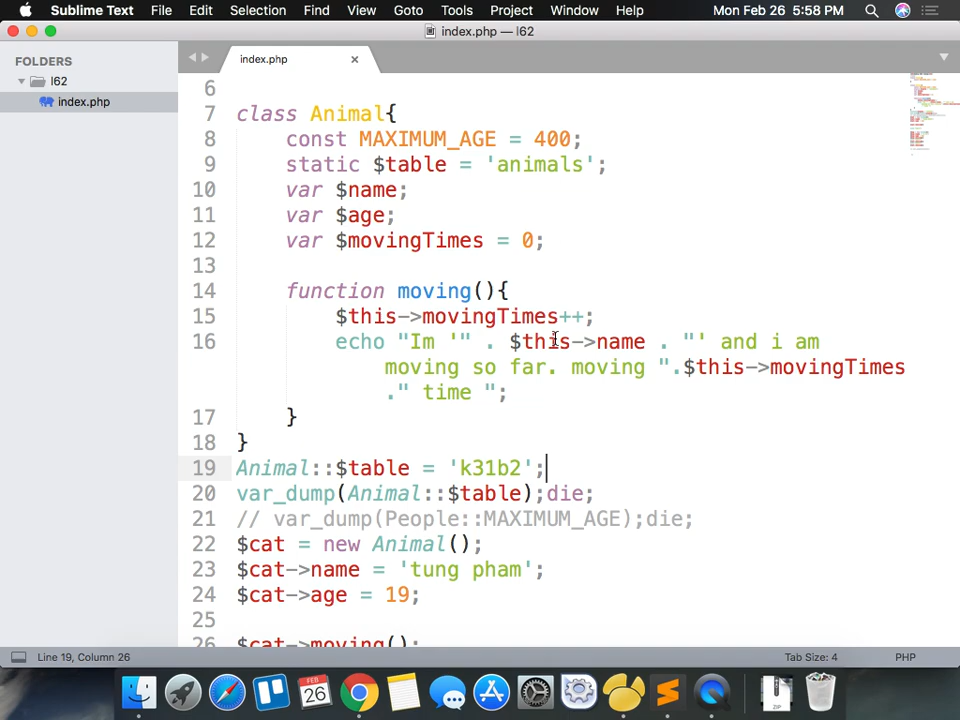 Sublime Text File Edit Selection Find View Goto Tools Project Window Help Mon Feb 26 5:58 PM
index.php — l62
FOLDERS
l62
index.php
index.php
6
7 class Animal{
8 const MAXIMUM_AGE = 400;
9 static $table = 'animals';
10 var $name;
11 var $age;
12 var $movingTimes = 0;
13
14 function moving(){
15 $this->movingTimes++;
16 echo "Im '" . $this->name . "' and i am
moving so far. moving ".$this->movingTimes
." time ";
17 }
18 }
19 Animal::$table = 'k31b2';
20 var_dump(Animal::$table);die;
21 // var_dump(People::MAXIMUM_AGE);die;
22 $cat = new Animal();
23 $cat->name = 'tung pham';
24 $cat->age = 19;
25
26 $cat->moving();
Line 19, Column 26 Tab Size: 4 PHP
FEB
26
ZIP